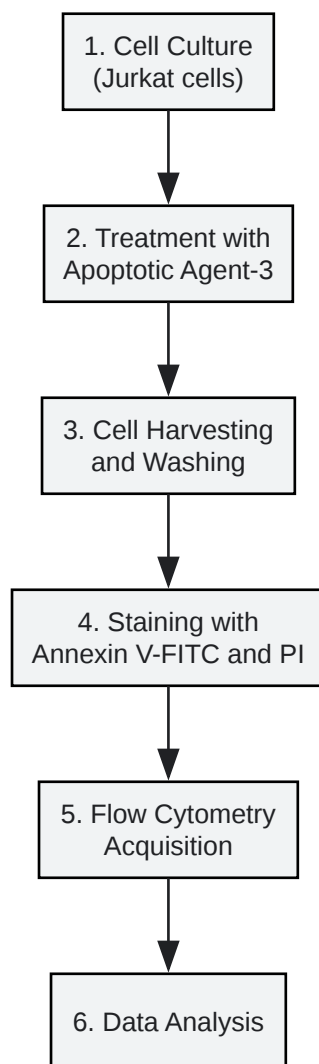 1. Cell Culture
(Jurkat cells)
2. Treatment with
Apoptotic Agent-3
3. Cell Harvesting
and Washing
4. Staining with
Annexin V-FITC and PI
5. Flow Cytometry
Acquisition
6. Data Analysis